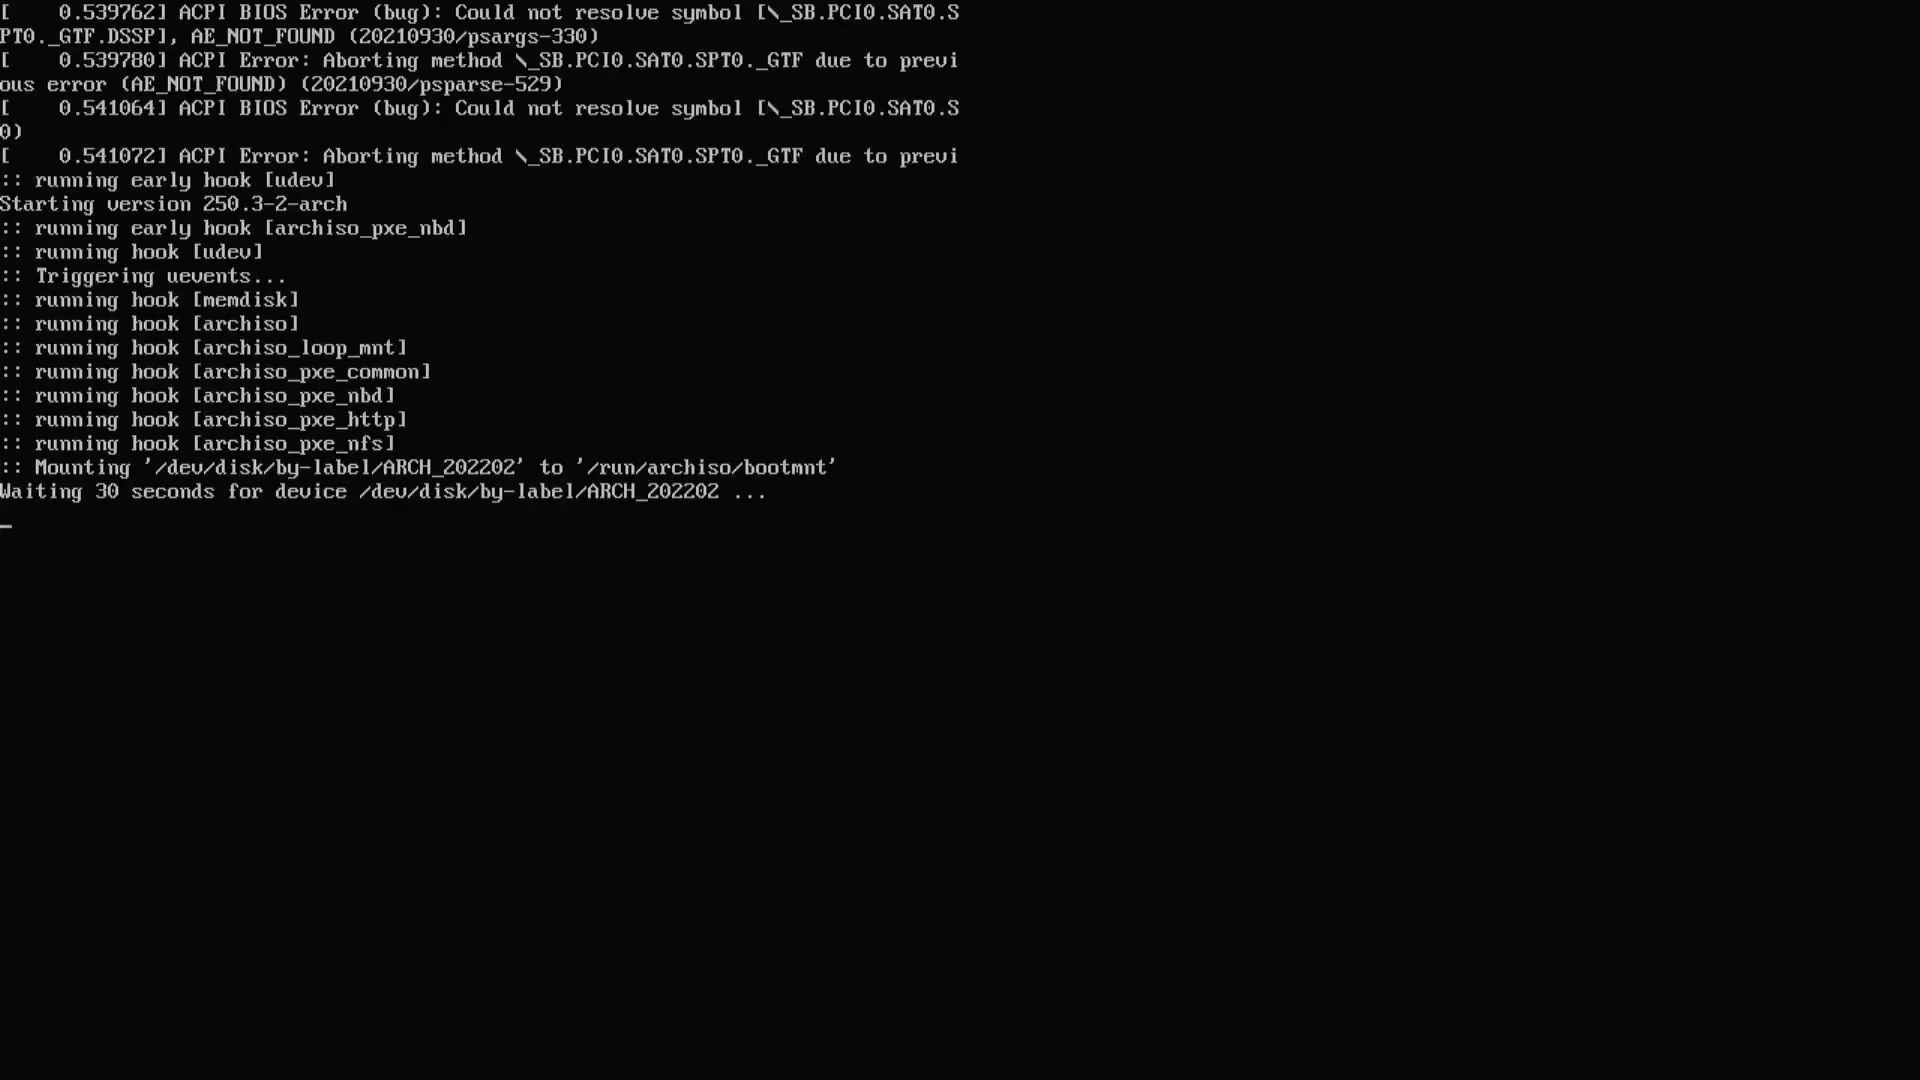 [    0.539762] ACPI BIOS Error (bug): Could not resolve symbol [\_SB.PCI0.SAT0.S
PT0._GTF.DSSP], AE_NOT_FOUND (20210930/psargs-330)
[    0.539780] ACPI Error: Aborting method \_SB.PCI0.SAT0.SPT0._GTF due to previ
ous error (AE_NOT_FOUND) (20210930/psparse-529)
[    0.541064] ACPI BIOS Error (bug): Could not resolve symbol [\_SB.PCI0.SAT0.S
0)
[    0.541072] ACPI Error: Aborting method \_SB.PCI0.SAT0.SPT0._GTF due to previ
:: running early hook [udev]
Starting version 250.3-2-arch
:: running early hook [archiso_pxe_nbd]
:: running hook [udev]
:: Triggering uevents...
:: running hook [memdisk]
:: running hook [archiso]
:: running hook [archiso_loop_mnt]
:: running hook [archiso_pxe_common]
:: running hook [archiso_pxe_nbd]
:: running hook [archiso_pxe_http]
:: running hook [archiso_pxe_nfs]
:: Mounting '/dev/disk/by-label/ARCH_202202' to '/run/archiso/bootmnt'
Waiting 30 seconds for device /dev/disk/by-label/ARCH_202202 ...